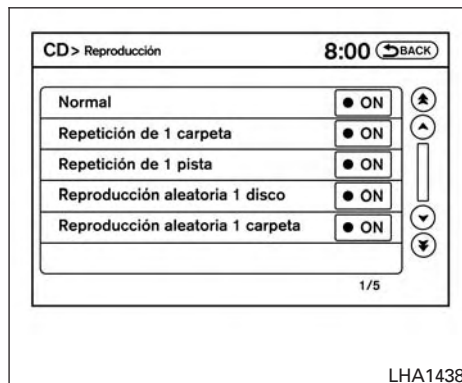 CD > Reproducción 8:00 BACK
Normal ● ON
Repetición de 1 carpeta ● ON
Repetición de 1 pista ● ON
Reproducción aleatoria 1 disco ● ON
Reproducción aleatoria 1 carpeta ● ON
1/5
LHA1438